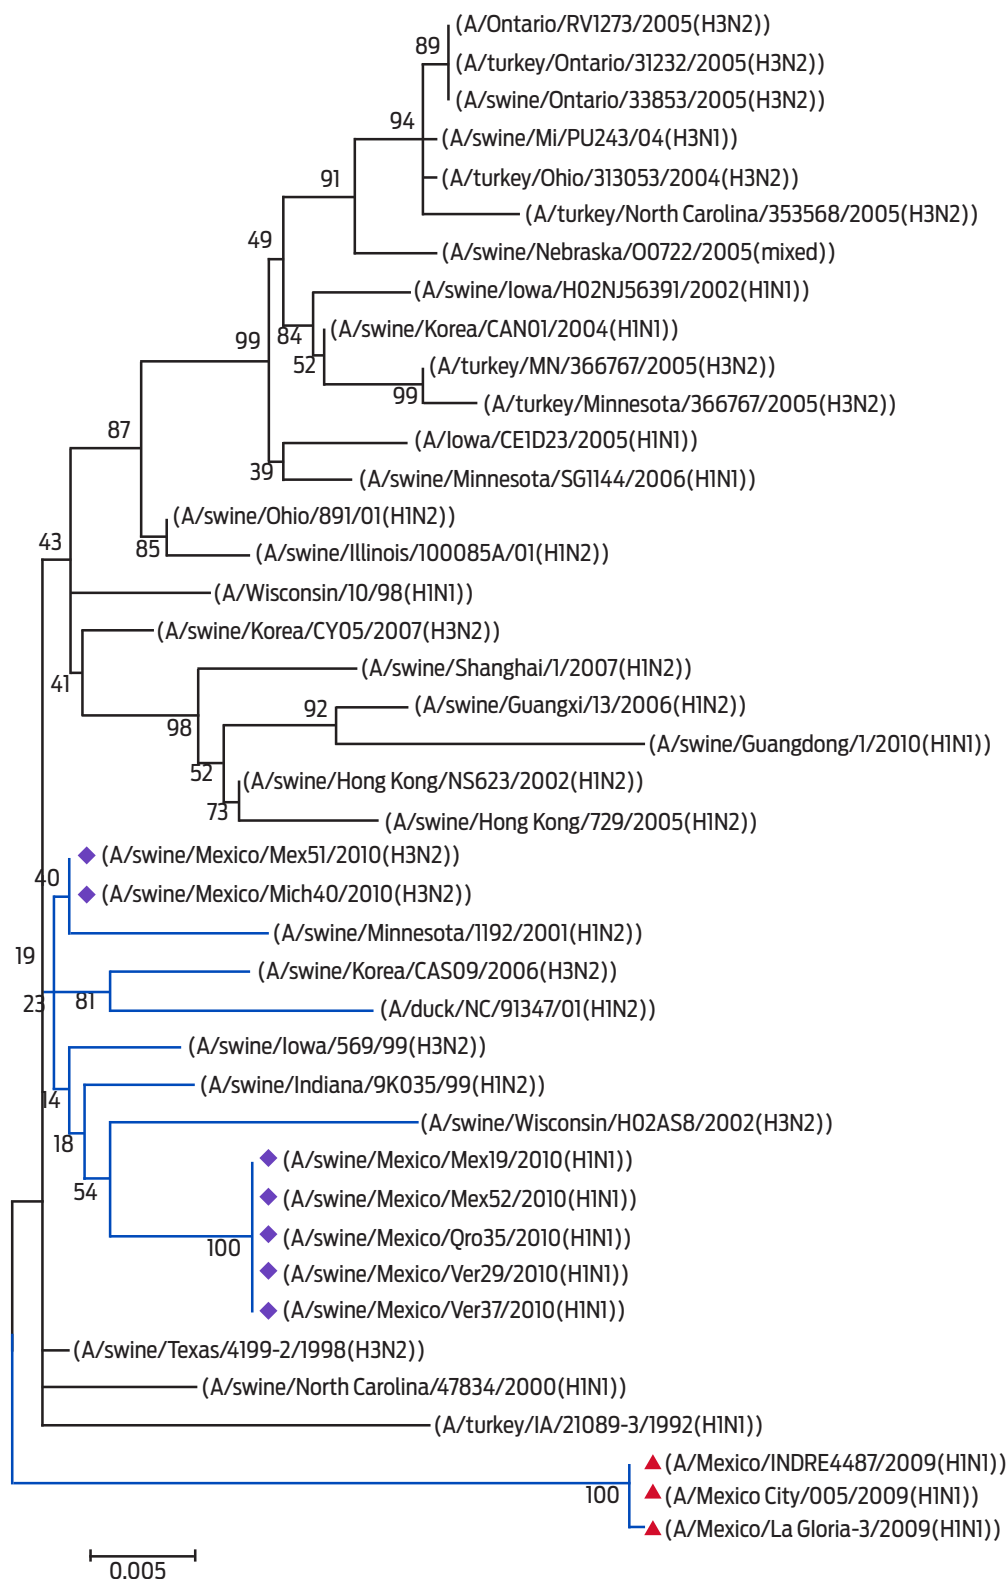 (A/Ontario/RV1273/2005(H3N2))
89
(A/turkey/Ontario/31232/2005(H3N2))
(A/swine/Ontario/33853/2005(H3N2))
94
(A/swine/Mi/PU243/04(H3N1))
(A/turkey/Ohio/313053/2004(H3N2))
91
(A/turkey/North Carolina/353568/2005(H3N2))
49
(A/swine/Nebraska/00722/2005(mixed))
(A/swine/Iowa/H02NJ56391/2002(H1N1))
84
(A/swine/Korea/CAN01/2004(H1N1))
99
52
(A/turkey/MN/366767/2005(H3N2))
99
(A/turkey/Minnesota/366767/2005(H3N2))
87
(A/Iowa/CE1D23/2005(H1N1))
39
(A/swine/Minnesota/SG1144/2006(H1N1))
(A/swine/Ohio/891/01(H1N2))
43
85
(A/swine/Illinois/100085A/01(H1N2))
(A/Wisconsin/10/98(H1N1))
(A/swine/Korea/CY05/2007(H3N2))
41
(A/swine/Shanghai/1/2007(H1N2))
92
(A/swine/Guangxi/13/2006(H1N2))
98
(A/swine/Guangdong/1/2010(H1N1))
52
(A/swine/Hong Kong/NS623/2002(H1N2))
73
(A/swine/Hong Kong/729/2005(H1N2))
(A/swine/Mexico/Mex51/2010(H3N2))
40
(A/swine/Mexico/Mich40/2010(H3N2))
(A/swine/Minnesota/1192/2001(H1N2))
19
(A/swine/Korea/CAS09/2006(H3N2))
23
81
(A/duck/NC/91347/01(H1N2))
(A/swine/Iowa/569/99(H3N2))
14
(A/swine/Indiana/9K035/99(H1N2))
18
(A/swine/Wisconsin/H02AS8/2002(H3N2))
(A/swine/Mexico/Mex19/2010(H1N1))
54
(A/swine/Mexico/Mex52/2010(H1N1))
100
(A/swine/Mexico/Qro35/2010(H1N1))
(A/swine/Mexico/Ver29/2010(H1N1))
(A/swine/Mexico/Ver37/2010(H1N1))
(A/swine/Texas/4199-2/1998(H3N2))
(A/swine/North Carolina/47834/2000(H1N1))
(A/turkey/IA/21089-3/1992(H1N1))
(A/Mexico/INDRE4487/2009(H1N1))
100
(A/Mexico City/005/2009(H1N1))
(A/Mexico/La Gloria-3/2009(H1N1))
0.005